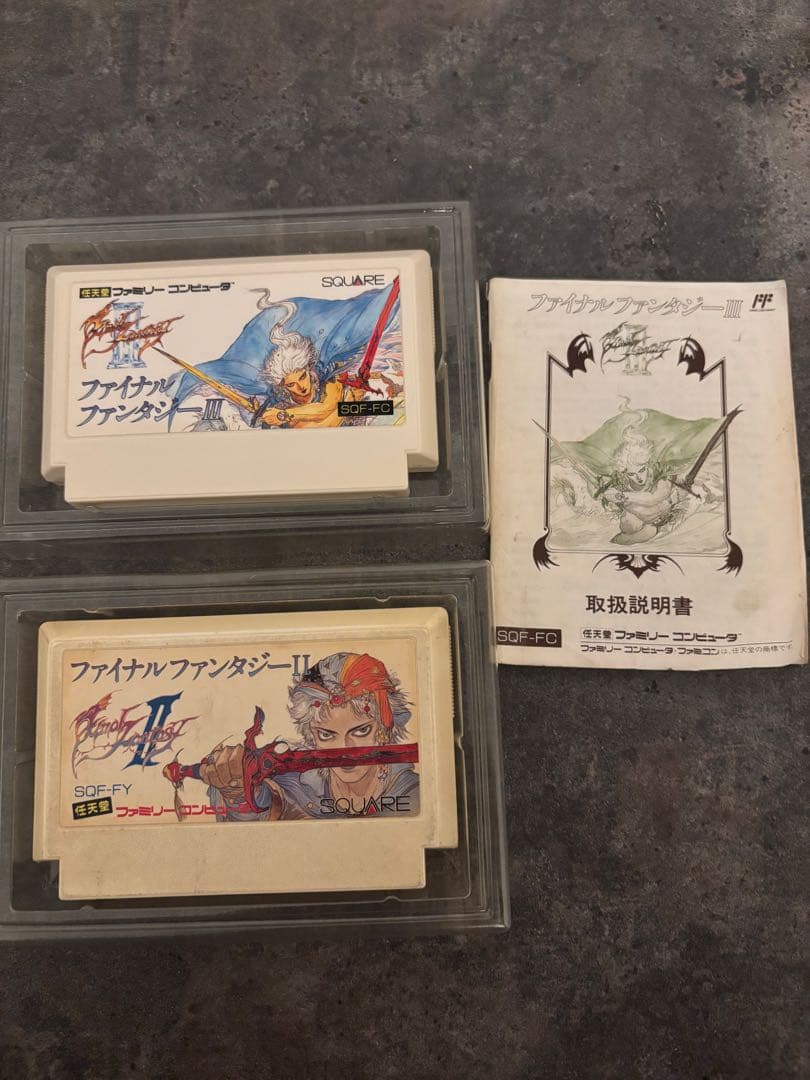 任天堂 ファミリー コンピュータ™
SQUARE
FINAL FANTASY III
ファイナル
ファンタジーIII
SQF-FC
ファイナル ファンタジーIII
FF
FINAL FANTASY III
取扱説明書
SQF-FC
任天堂 ファミリー コンピュータ™
ファミリー コンピュータ・ファミコンは、任天堂の商標です
ファイナル ファンタジーII
FINAL FANTASY II
SQF-FY
SQUARE
任天堂 ファミリー コンピュータ